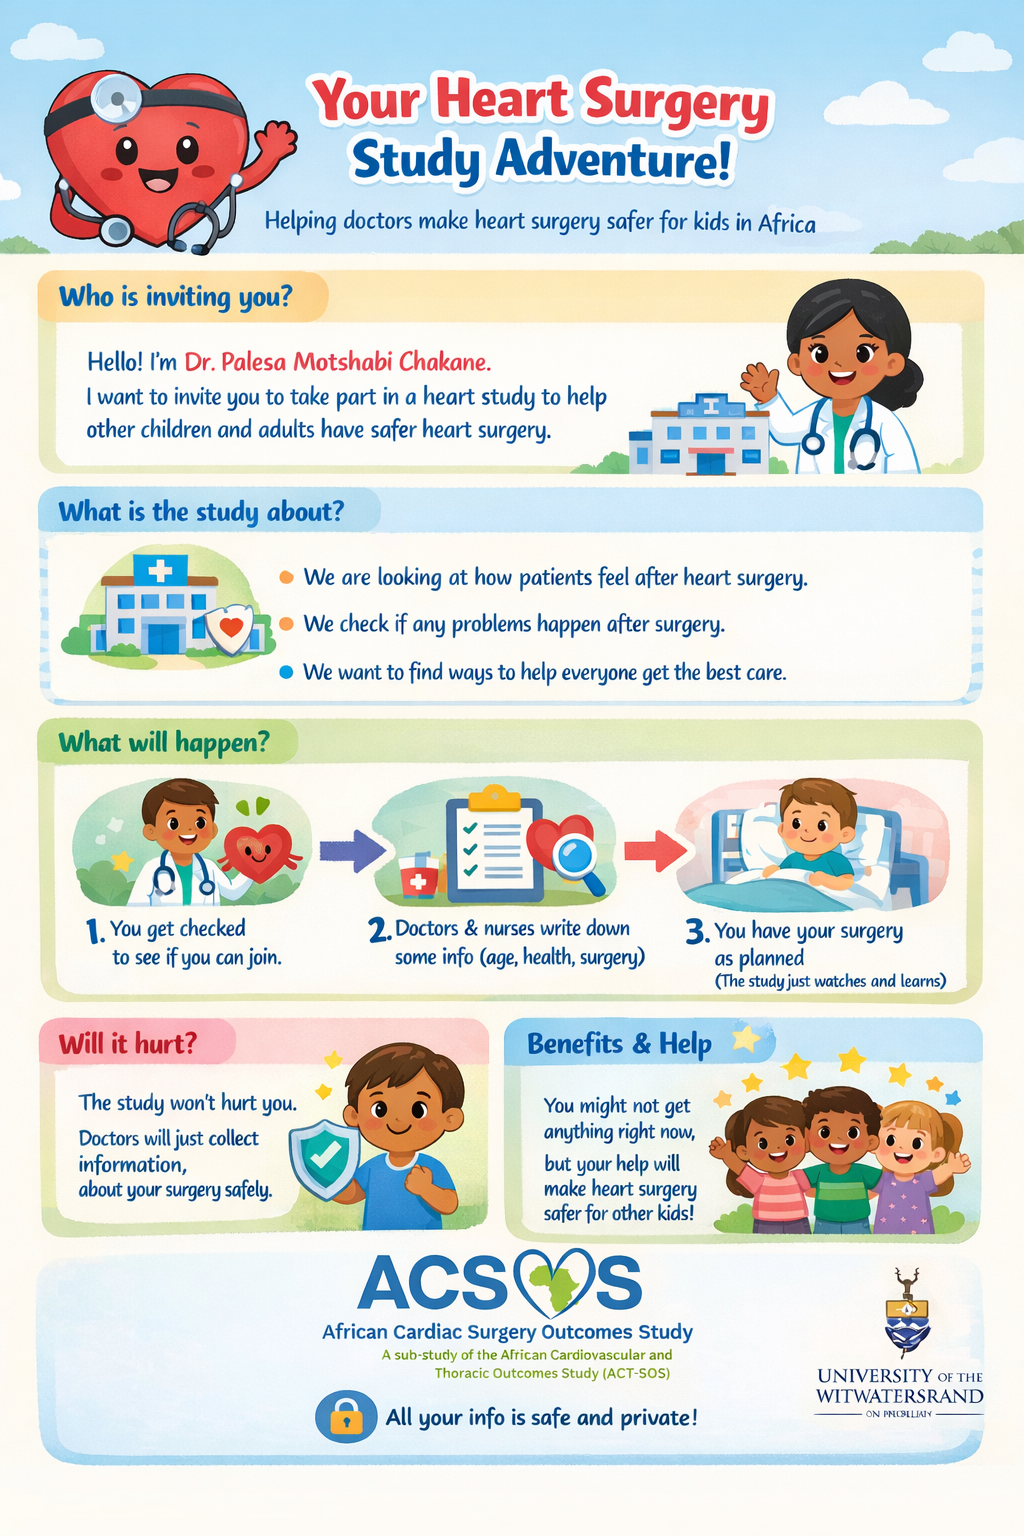 Your Heart Surgery
Study Adventure!
Helping doctors make heart surgery safer for kids in Africa
Who is inviting you?
Hello! I'm Dr. Palesa Motshabi Chakane.
I want to invite you to take part in a heart study to help
other children and adults have safer heart surgery.
What is the study about?
We are looking at how patients feel after heart surgery.
We check if any problems happen after surgery.
We want to find ways to help everyone get the best care.
What will happen?
1. You get checked
to see if you can join.
2. Doctors & nurses write down
some info (age, health, surgery)
3. You have your surgery
as planned
(The study just watches and learns)
Will it hurt?
The study won't hurt you.
Doctors will just collect
information,
about your surgery safely.
Benefits & Help
You might not get
anything right now,
but your help will
make heart surgery
safer for other kids!
ACSOS
African Cardiac Surgery Outcomes Study
A sub-study of the African Cardiovascular and
Thoracic Outcomes Study (ACT-SOS)
All your info is safe and private!
UNIVERSITY OF THE
WITWATERSRAND